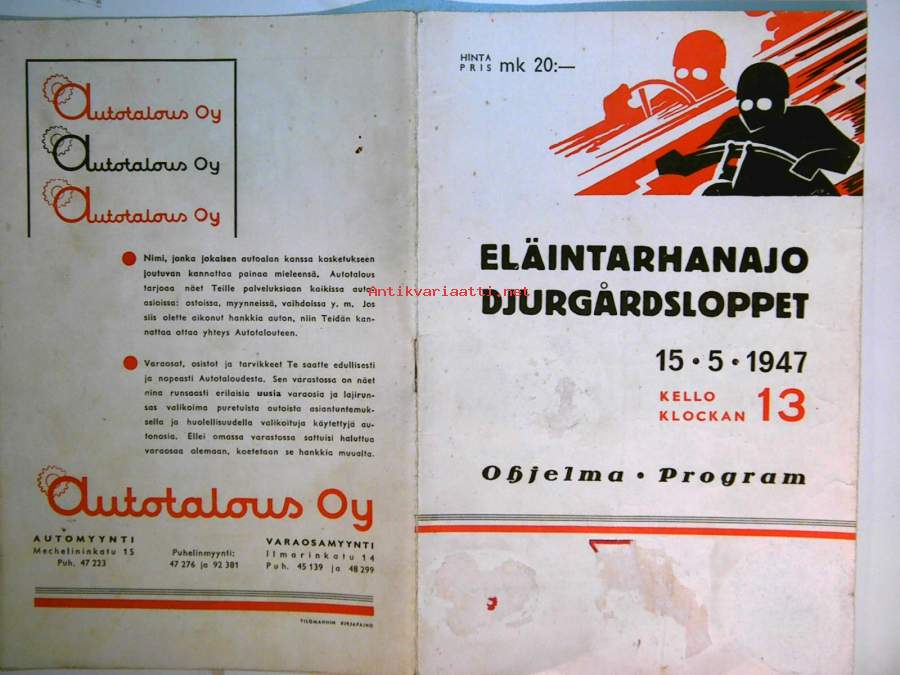 Autotalous Oy
Autotalous Oy
Autotalous Oy
Nimi, jonka jokaisen autoalan kanssa kosketukseen
joutuvan kannattaa painaa mieleensä. Autotalous
tarjoaa näet Teille palveluksiaan kaikissa auto-
asioissa: ostoissa, myynneissä, vaihdoissa y. m. Jos
siis olette aikonut hankkia auton, niin Teidän kan-
nattaa ottaa yhteys Autotalouteen.
Varaosat, osistot ja tarvikkeet Te saatte edullisesti
ja nopeasti Autotaloudesta. Sen varastossa on näet
aina runsaasti erilaisia uusia varaosia ja lajirun-
sas valikoima puretuista autoista asiantuntemuk-
sella ja huolellisuudella valikoituja käytettyjä au-
tonosia. Ellei omassa varastossa sattuisi haluttua
varaosaa olemaan, koetetaan se hankkia muualta.
Autotalous Oy
AUTOMYYNTI
Mechelininkatu 15
Puh. 47 223
Puhelinmyynti:
47 276 ja 92 381
VARAOSAMYYNTI
Ilmarinkatu 14
Puh. 45 139 ja 48 299
TILGMANNIN KIRJAPAINO
HINTA
PRIS mk 20:—
ELÄINTARHANAJO
DJURGÅRDSLOPPET
15 • 5 • 1947
KELLO
KLOCKAN 13
Ohjelma • Program
Antikvariaatti.net